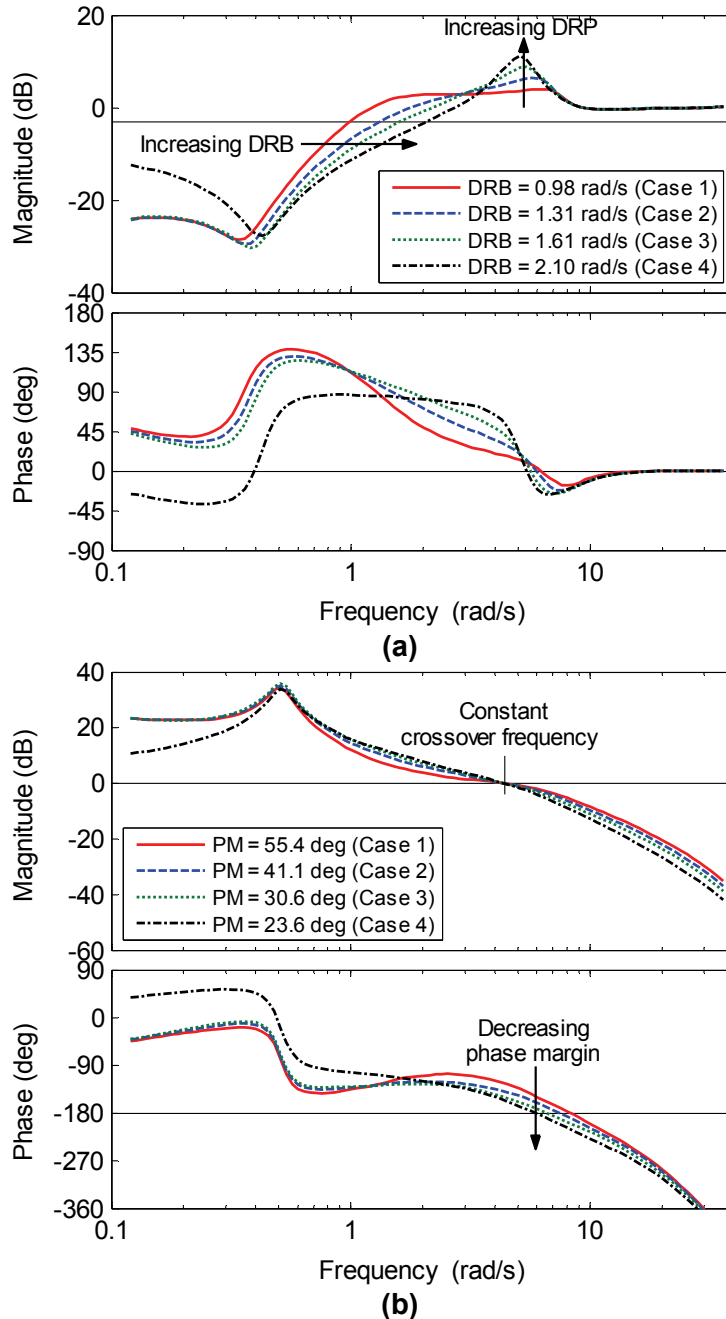 20
0
-20
-40
Magnitude (dB)
Increasing DRP
Increasing DRB
DRB = 0.98 rad/s (Case 1)
DRB = 1.31 rad/s (Case 2)
DRB = 1.61 rad/s (Case 3)
DRB = 2.10 rad/s (Case 4)
180
135
90
45
0
-45
-90
Phase (deg)
0.1
1
10
Frequency (rad/s)
(a)
40
20
0
-20
-40
-60
Magnitude (dB)
Constant
crossover frequency
PM = 55.4 deg (Case 1)
PM = 41.1 deg (Case 2)
PM = 30.6 deg (Case 3)
PM = 23.6 deg (Case 4)
90
0
-90
-180
-270
-360
Phase (deg)
Decreasing
phase margin
0.1
1
10
Frequency (rad/s)
(b)